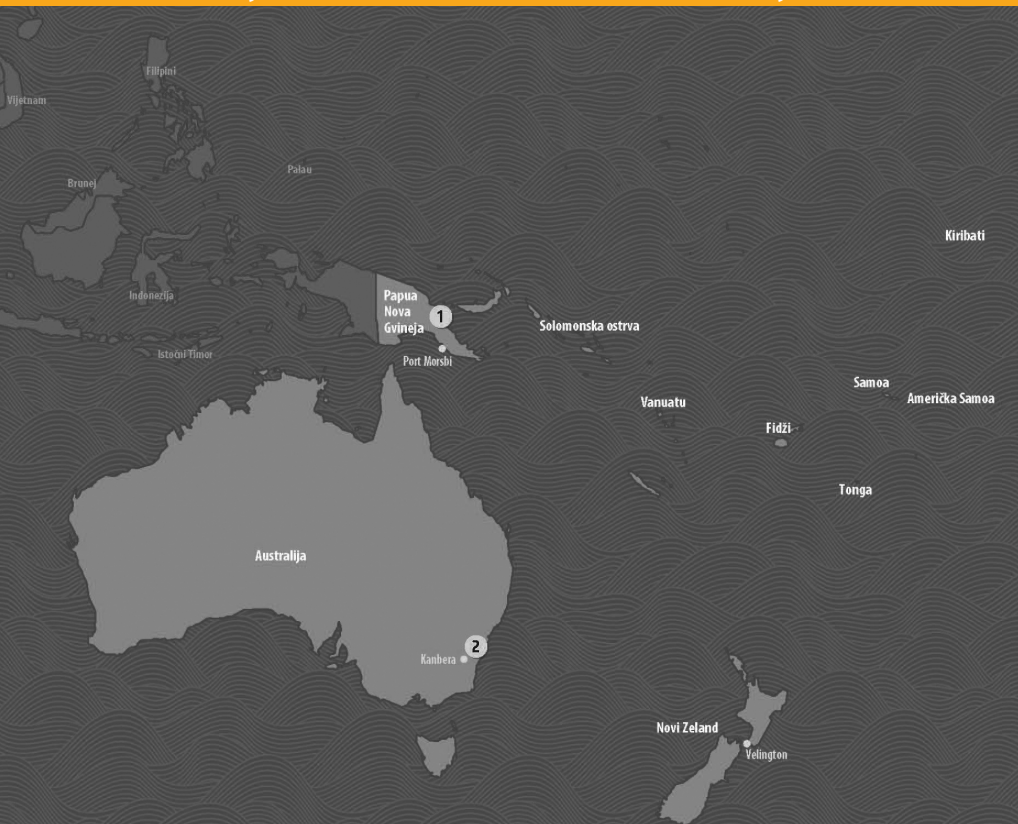 Filipini
Vijetnam
Palau
Brunej
Kiribati
Indonezija
Papua
Nova
Gvineja
1
Solomonska ostrva
Istočni Timor
Port Morsbi
Samoa
Američka Samoa
Vanuatu
Fidži
Tonga
Australija
2
Kanbera
Novi Zeland
Velington